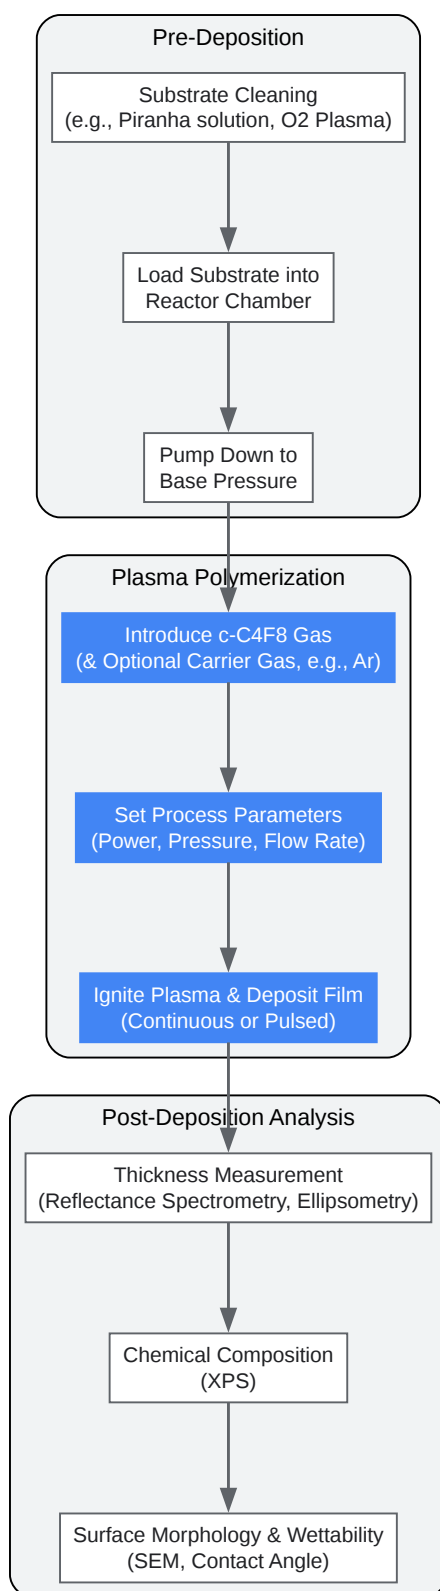 Pre-Deposition
Substrate Cleaning
(e.g., Piranha solution, O2 Plasma)
Load Substrate into
Reactor Chamber
Pump Down to
Base Pressure
Plasma Polymerization
Introduce c-C4F8 Gas
(& Optional Carrier Gas, e.g., Ar)
Set Process Parameters
(Power, Pressure, Flow Rate)
Ignite Plasma & Deposit Film
(Continuous or Pulsed)
Post-Deposition Analysis
Thickness Measurement
(Reflectance Spectrometry, Ellipsometry)
Chemical Composition
(XPS)
Surface Morphology & Wettability
(SEM, Contact Angle)